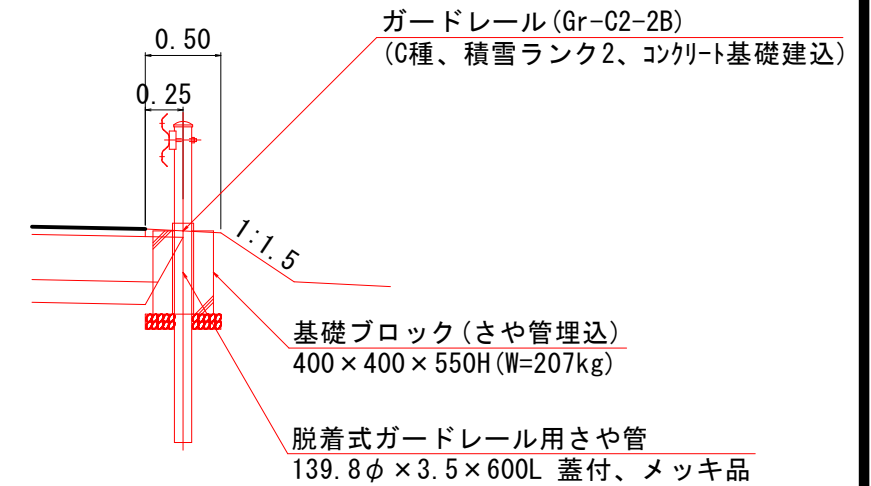 ガードレール(Gr-C2-2B)
(C種、積雪ランク2、ｺﾝｸﾘｰﾄ基礎建込)
0.50
0.25
1:1.5
基礎ブロック(さや管埋込)
400×400×550H(W=207kg)
脱着式ガードレール用さや管
139.8φ×3.5×600L 蓋付、メッキ品